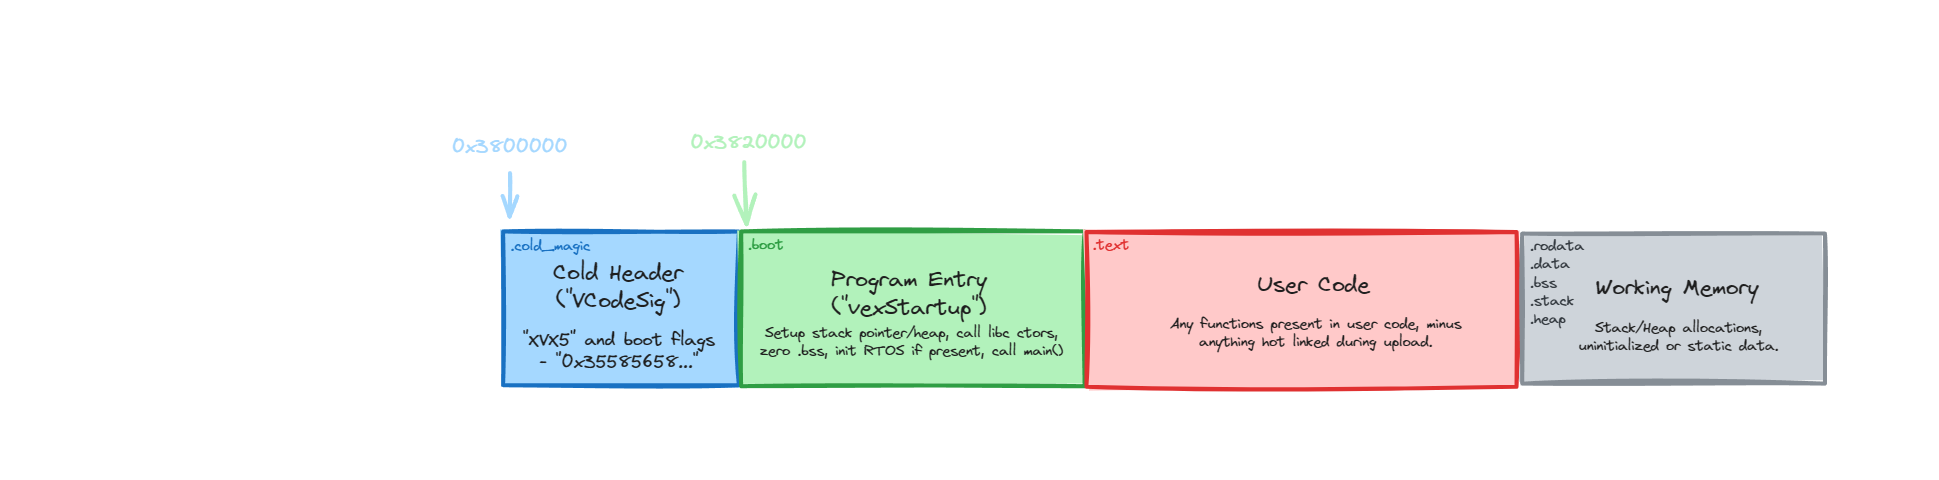 0x3800000
0x3820000
.cold_magic
Cold Header
("VCodeSig")
"XVX5" and boot flags
- "0x35585658..."
.boot
Program Entry
("vexStartup")
Setup stack pointer/heap, call libc ctors,
zero .bss, init RTOS if present, call main()
.text
User Code
Any functions present in user code, minus
anything hot linked during upload.
.rodata
.data
.bss
.stack
.heap
Working Memory
Stack/Heap allocations,
uninitialized or static data.